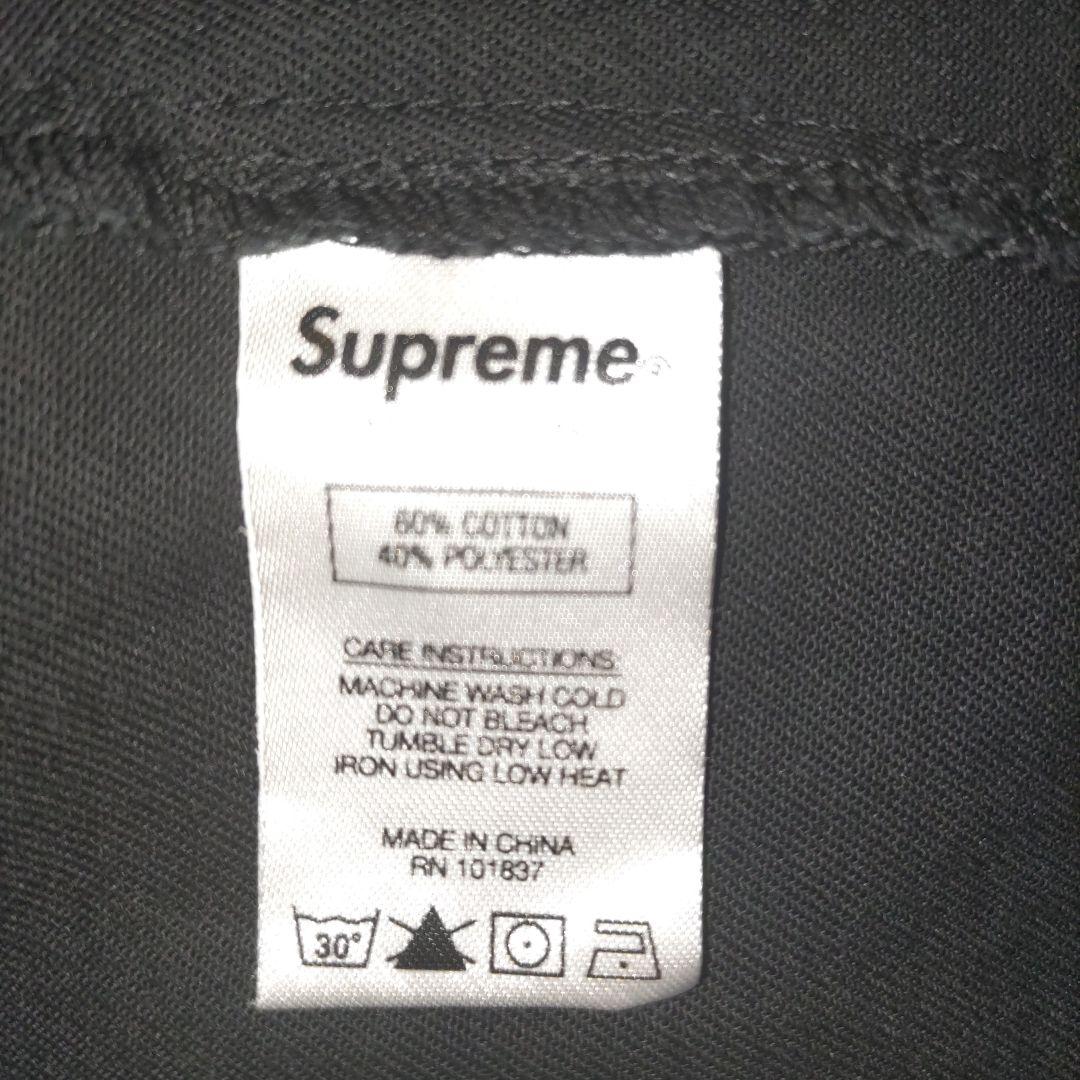 Supreme
60% COTTON
40% POLYESTER
CARE INSTRUCTIONS:
MACHINE WASH COLD
DO NOT BLEACH
TUMBLE DRY LOW
IRON USING LOW HEAT
MADE IN CHINA
RN 101837
30°